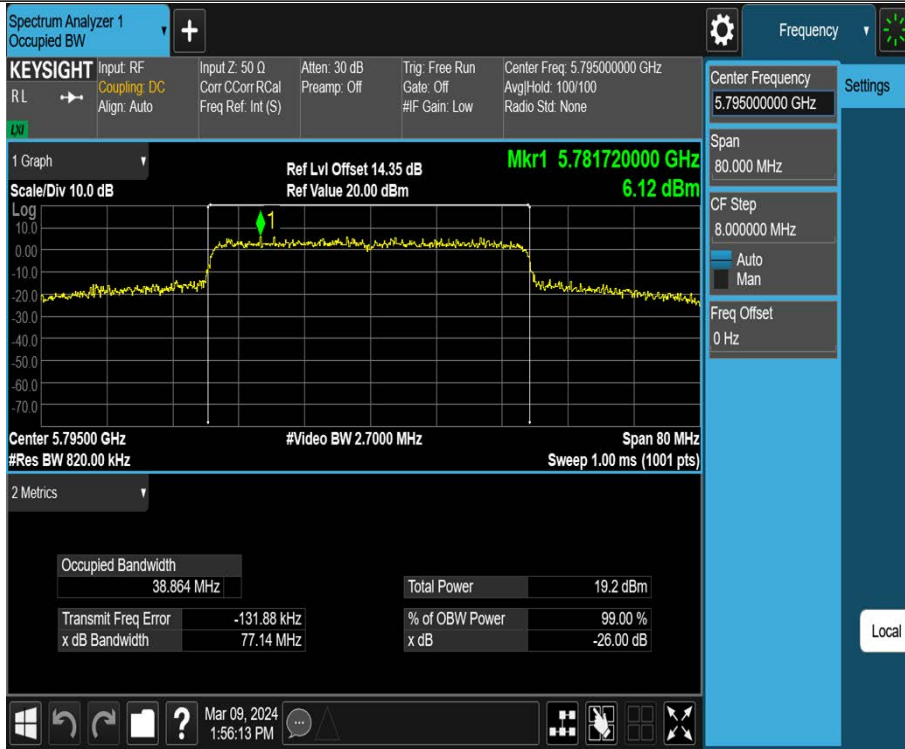 Spectrum Analyzer 1
Occupied BW
+
Frequency
KEYSIGHT
R L
LXI
Input: RF
Coupling: DC
Align: Auto
Input Z: 50 Ω
Corr CCorr RCal
Freq Ref: Int (S)
Atten: 30 dB
Preamp: Off
Trig: Free Run
Gate: Off
#IF Gain: Low
Center Freq: 5.795000000 GHz
Avg|Hold: 100/100
Radio Std: None
Center Frequency
5.795000000 GHz
Settings
Span
80.000 MHz
CF Step
8.000000 MHz
Auto
Man
Freq Offset
0 Hz
Local
1 Graph
Scale/Div 10.0 dB
Ref Lvl Offset 14.35 dB
Ref Value 20.00 dBm
Mkr1 5.781720000 GHz
6.12 dBm
Log
10.0
0.00
-10.0
-20.0
-30.0
-40.0
-50.0
-60.0
-70.0
1
Center 5.79500 GHz
#Video BW 2.7000 MHz
Span 80 MHz
#Res BW 820.00 kHz
Sweep 1.00 ms (1001 pts)
2 Metrics
Occupied Bandwidth
38.864 MHz
Total Power 19.2 dBm
Transmit Freq Error -131.88 kHz
% of OBW Power 99.00 %
x dB Bandwidth 77.14 MHz
x dB -26.00 dB
?
Mar 09, 2024
1:56:13 PM